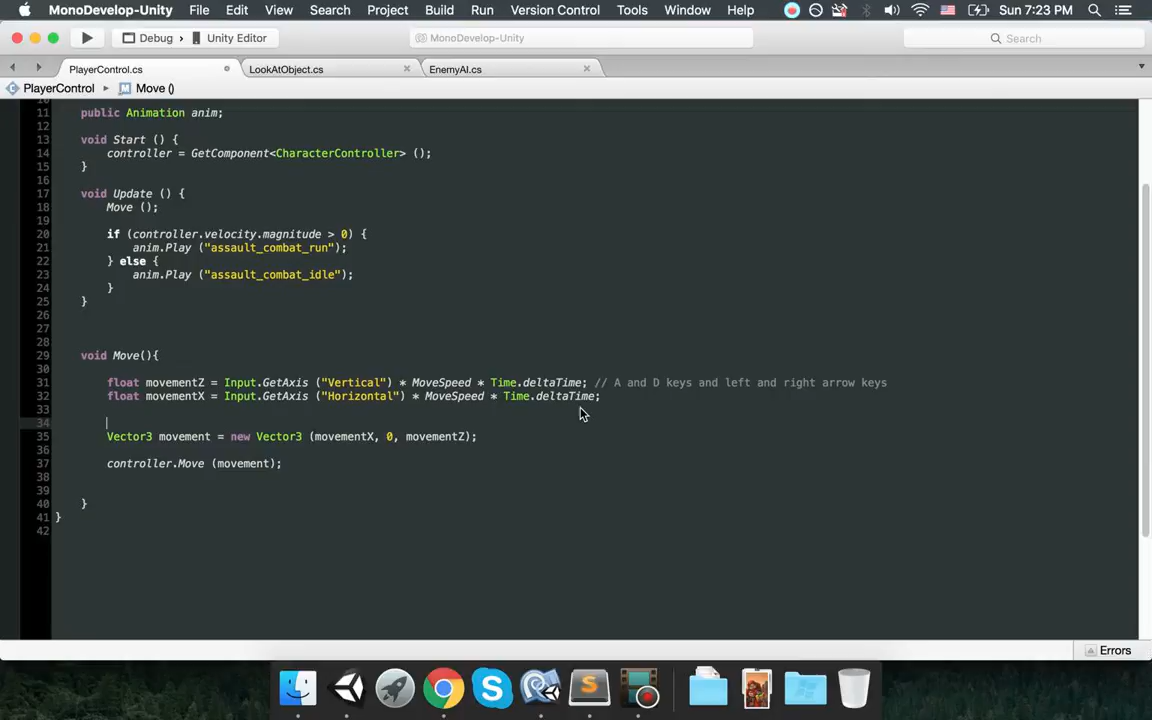 MonoDevelop-Unity File Edit View Search Project Build Run Version Control Tools Window Help Sun 7:23 PM
Debug Unity Editor MonoDevelop-Unity Search
PlayerControl.cs LookAtObject.cs EnemyAI.cs
PlayerControl Move ()
10
11 public Animation anim;
12
13 void Start () {
14 controller = GetComponent<CharacterController> ();
15 }
16
17 void Update () {
18 Move ();
19
20 if (controller.velocity.magnitude > 0) {
21 anim.Play ("assault_combat_run");
22 } else {
23 anim.Play ("assault_combat_idle");
24 }
25 }
26
27
28
29 void Move(){
30
31 float movementZ = Input.GetAxis ("Vertical") * MoveSpeed * Time.deltaTime; // A and D keys and left and right arrow keys
32 float movementX = Input.GetAxis ("Horizontal") * MoveSpeed * Time.deltaTime;
33
34
35 Vector3 movement = new Vector3 (movementX, 0, movementZ);
36
37 controller.Move (movement);
38
39
40 }
41 }
42
Errors